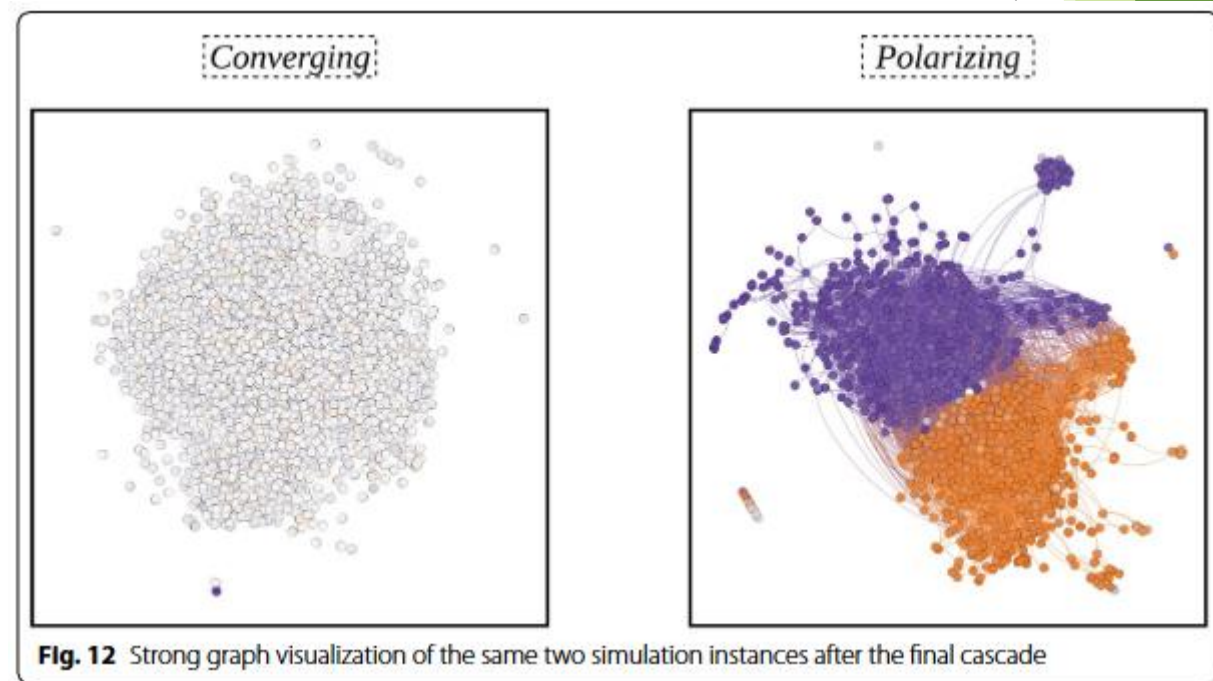 Converging
Polarizing
Fig. 12 Strong graph visualization of the same two simulation instances after the final cascade